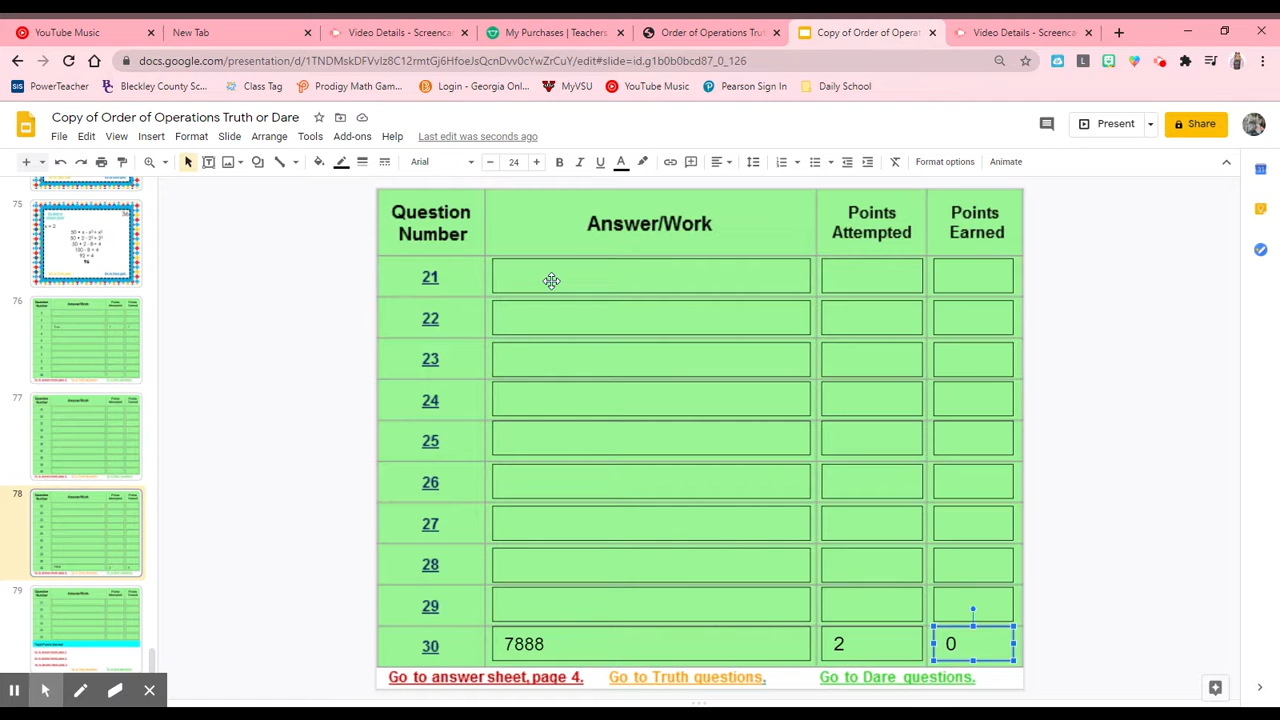 YouTube Music
New Tab
Video Details - Screenca
My Purchases | Teachers
Order of Operations Trut
Copy of Order of Operat
Video Details - Screenca
docs.google.com/presentation/d/
/edit#slide=id.g1b0b0bcd87_0_126
PowerTeacher
Bleckley County Sc...
Class Tag
Prodigy Math Gam...
Login - Georgia Onl...
MyVSU
YouTube Music
Pearson Sign In
Daily School
Copy of Order of Operations Truth or Dare
File Edit View Insert Format Slide Arrange Tools Add-ons Help Last edit was seconds ago
Present
Share
Arial
24
Format options
Animate
75
76
77
78
79
Question Number
Answer/Work
Points Attempted
Points Earned
21
22
23
24
25
26
27
28
29
30 7888 2 0
Go to answer sheet, page 4. Go to Truth questions. Go to Dare questions.